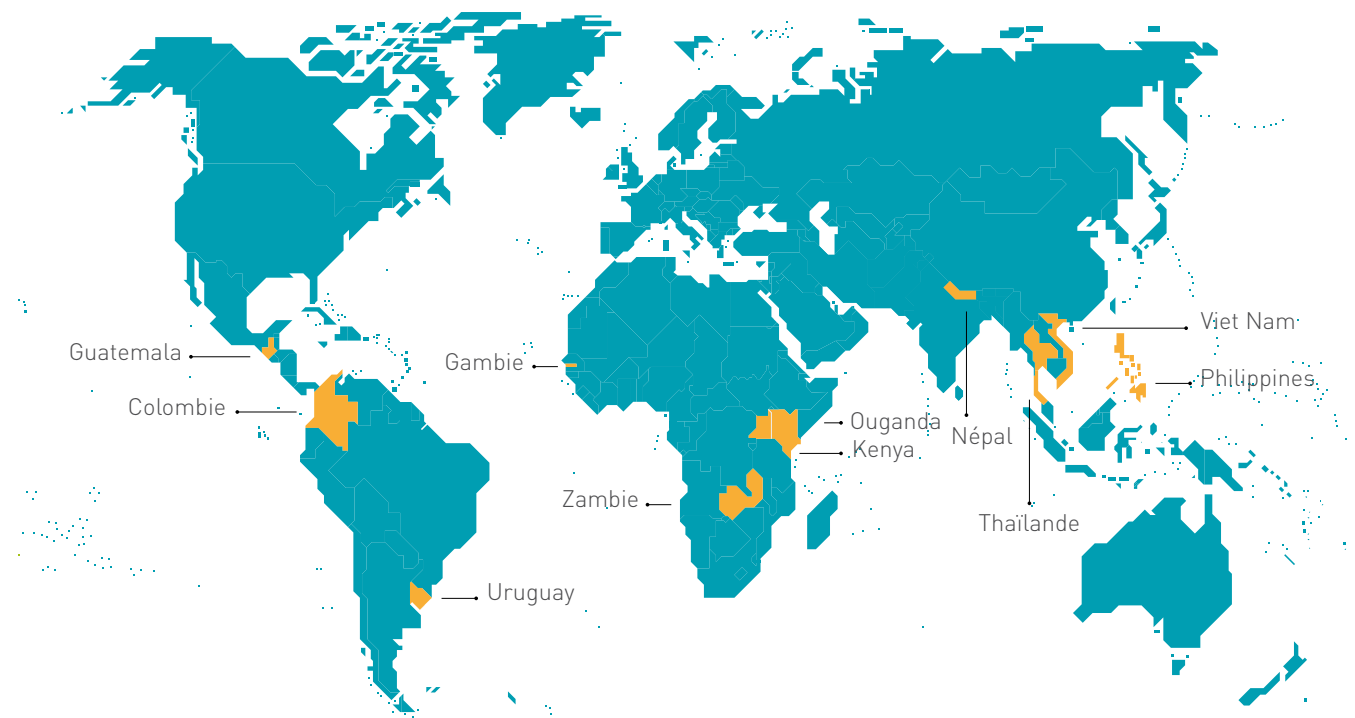 Viet Nam
Guatemala
Gambie
Philippines
Colombie
Ouganda
Népal
Kenya
Zambie
Thaïlande
Uruguay